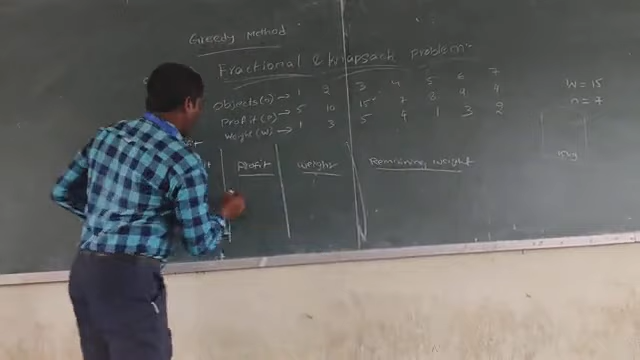 Greedy Method
Fractional knapsack problem
Objects(n) → 1 2 3 4 5 6 7
Profit(P) → 5 10 15 7 8 9 4
Weight(W) → 1 3 5 4 1 3 2
W = 15
n = 7
15kg
Profit weight Remaining weight